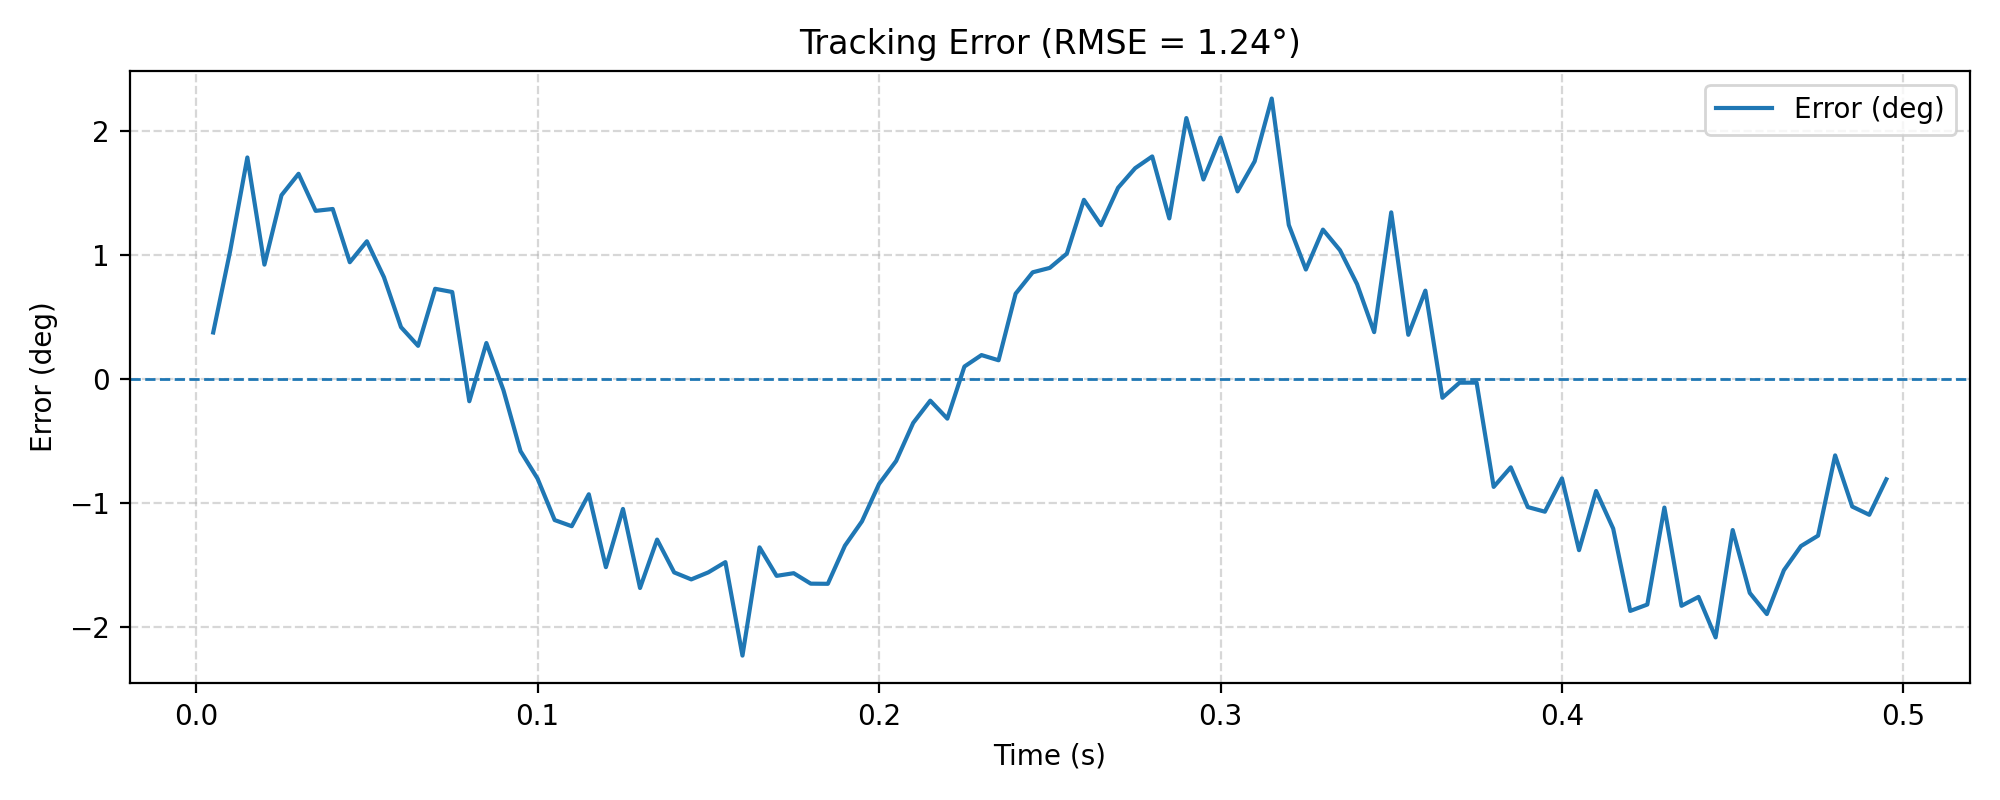 Tracking Error (RMSE = 1.24°)
Error (deg)
2
1
0
−1
−2
Error (deg)
0.0 0.1 0.2 0.3 0.4 0.5
Time (s)